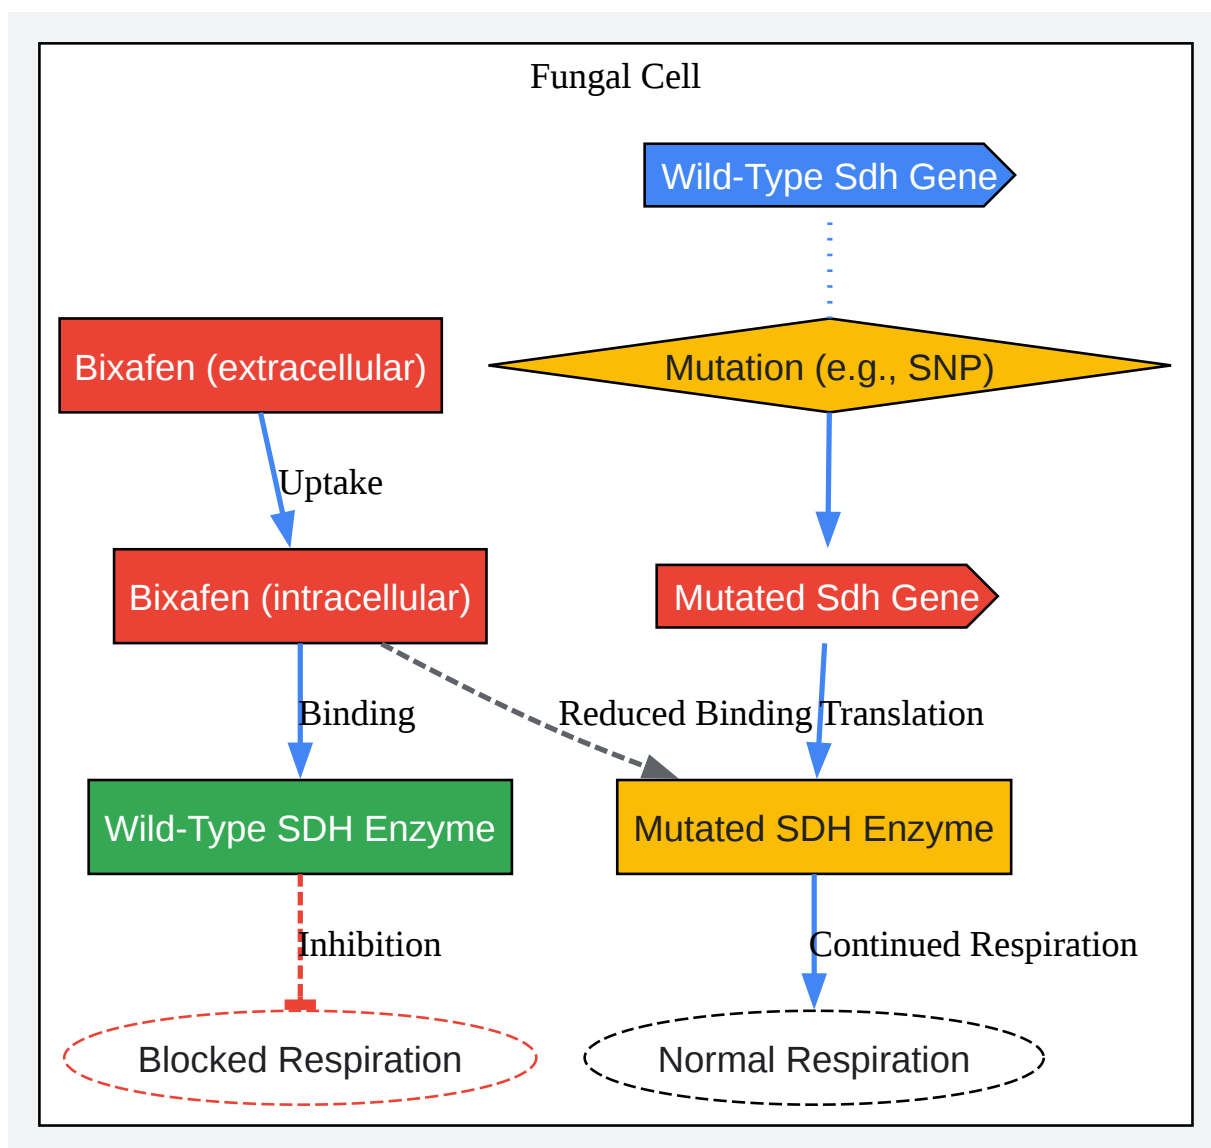 Fungal Cell
Wild-Type Sdh Gene
Bixafen (extracellular)
Mutation (e.g., SNP)
Uptake
Bixafen (intracellular)
Mutated Sdh Gene
Binding
Reduced Binding
Translation
Wild-Type SDH Enzyme
Mutated SDH Enzyme
Inhibition
Continued Respiration
Blocked Respiration
Normal Respiration